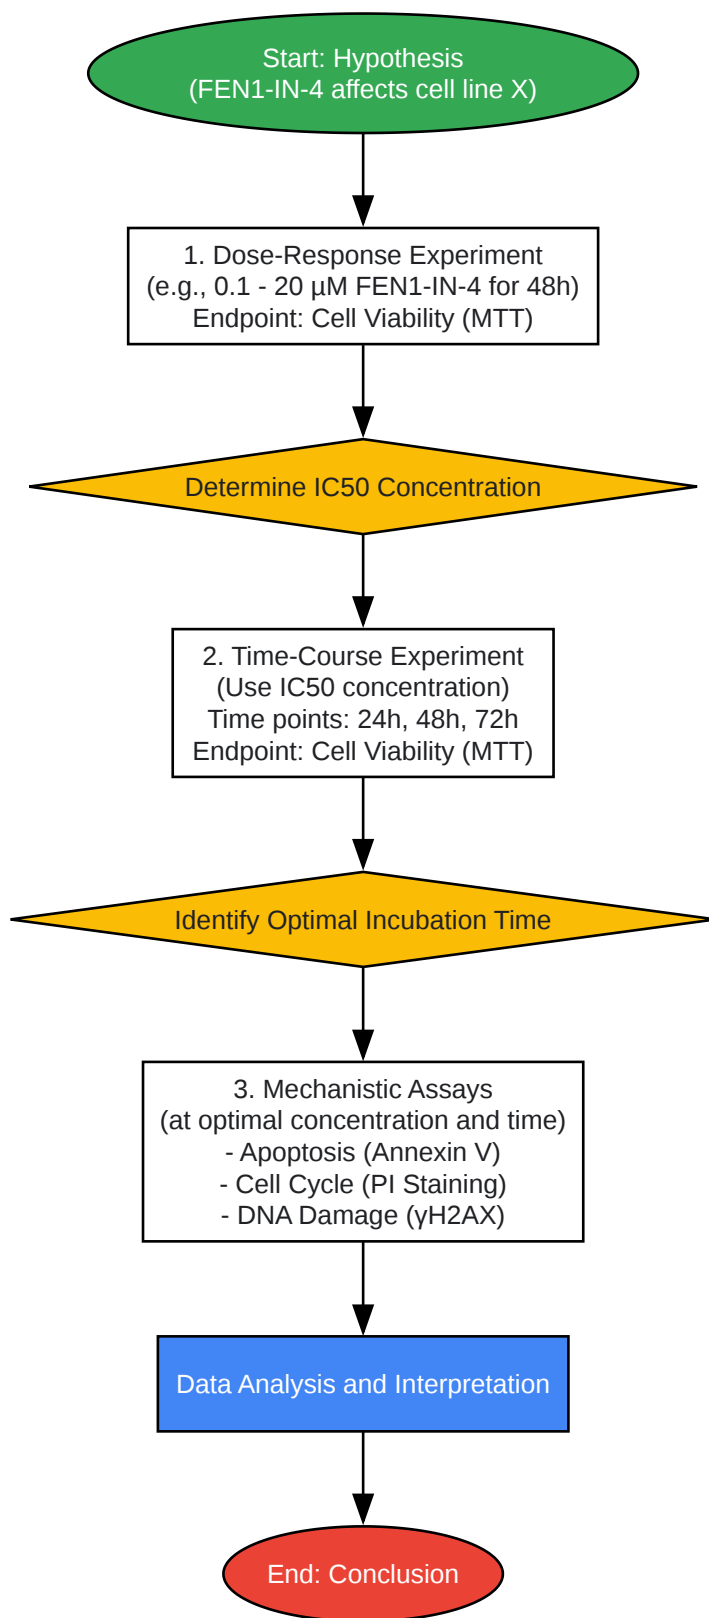 Start: Hypothesis
(FEN1-IN-4 affects cell line X)
1. Dose-Response Experiment
(e.g., 0.1 - 20 µM FEN1-IN-4 for 48h)
Endpoint: Cell Viability (MTT)
Determine IC50 Concentration
2. Time-Course Experiment
(Use IC50 concentration)
Time points: 24h, 48h, 72h
Endpoint: Cell Viability (MTT)
Identify Optimal Incubation Time
3. Mechanistic Assays
(at optimal concentration and time)
- Apoptosis (Annexin V)
- Cell Cycle (PI Staining)
- DNA Damage (γH2AX)
Data Analysis and Interpretation
End: Conclusion